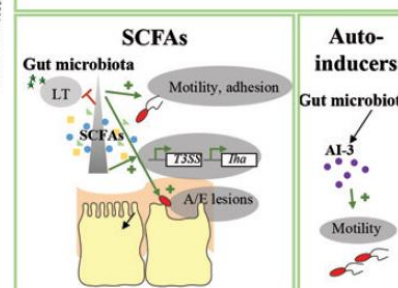 SCFAs
Gut microbiota
LT
Motility, adhesion
SCFAs
T3SS
Iha
A/E lesions
Auto-
inducers
Gut microbiot
AI-3
Motility